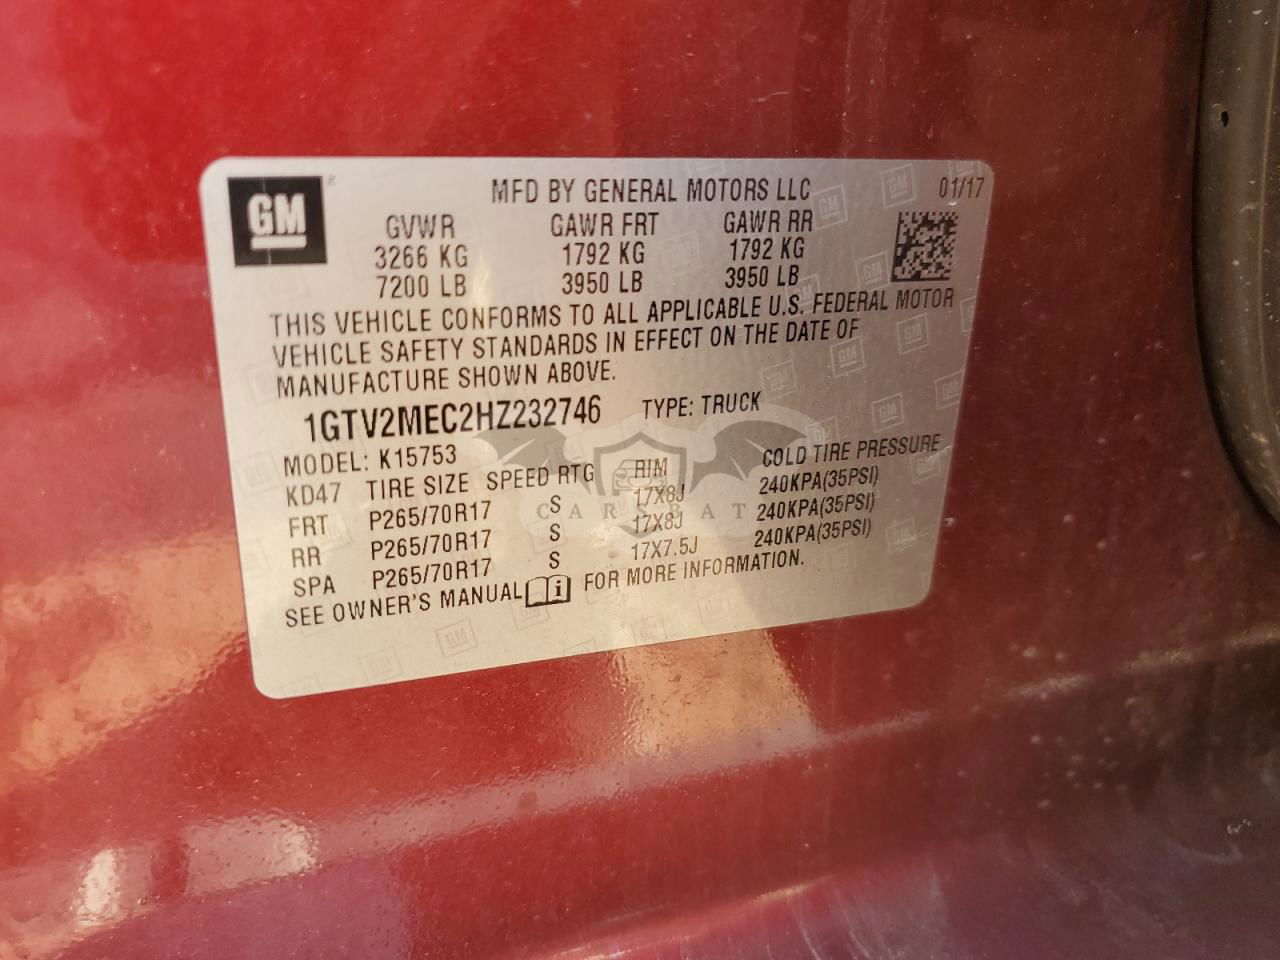 GM
MFD BY GENERAL MOTORS LLC 01/17
GVWR GAWR FRT GAWR RR
3266 KG 1792 KG 1792 KG
7200 LB 3950 LB 3950 LB
THIS VEHICLE CONFORMS TO ALL APPLICABLE U.S. FEDERAL MOTOR
VEHICLE SAFETY STANDARDS IN EFFECT ON THE DATE OF
MANUFACTURE SHOWN ABOVE.
1GTV2MEC2HZ232746 TYPE: TRUCK
MODEL: K15753
KD47 TIRE SIZE SPEED RTG RIM COLD TIRE PRESSURE
FRT P265/70R17 S 17X8J 240KPA(35PSI)
RR P265/70R17 S 17X8J 240KPA(35PSI)
SPA P265/70R17 S 17X7.5J 240KPA(35PSI)
SEE OWNER'S MANUAL i FOR MORE INFORMATION.
CARSBAT